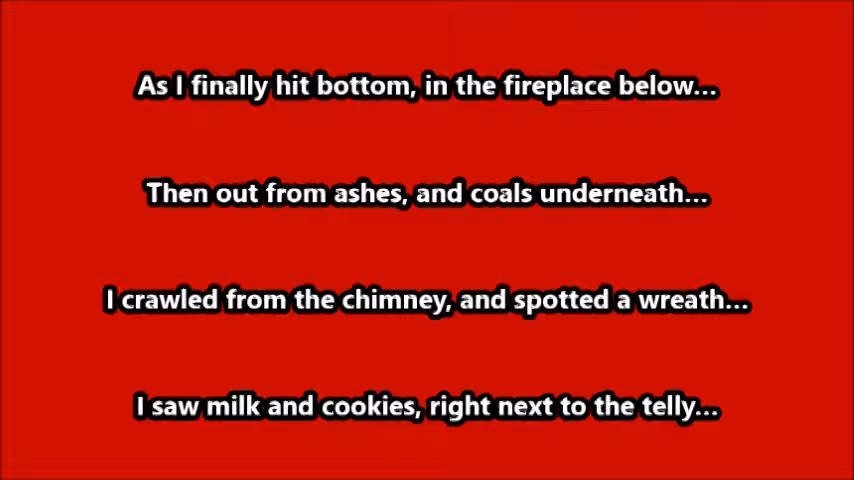 As I finally hit bottom, in the fireplace below...
Then out from ashes, and coals underneath...
I crawled from the chimney, and spotted a wreath...
I saw milk and cookies, right next to the telly...